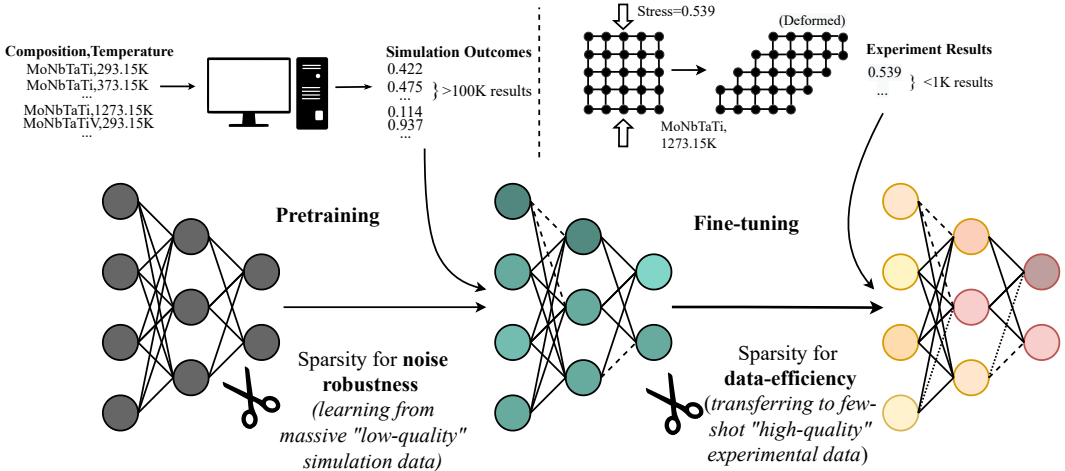 Composition,Temperature
MoNbTaTi,293.15K
MoNbTaTi,373.15K
...
MoNbTaTi,1273.15K
MoNbTaTiV,293.15K
...
Simulation Outcomes
0.422
0.475
...
0.114
0.937
...
} >100K results
Stress=0.539
(Deformed)
MoNbTaTi,
1273.15K
Experiment Results
0.539
...
} <1K results
Pretraining
Fine-tuning
Sparsity for noise
robustness
(learning from
massive "low-quality"
simulation data)
Sparsity for
data-efficiency
(transferring to few-
shot "high-quality"
experimental data)